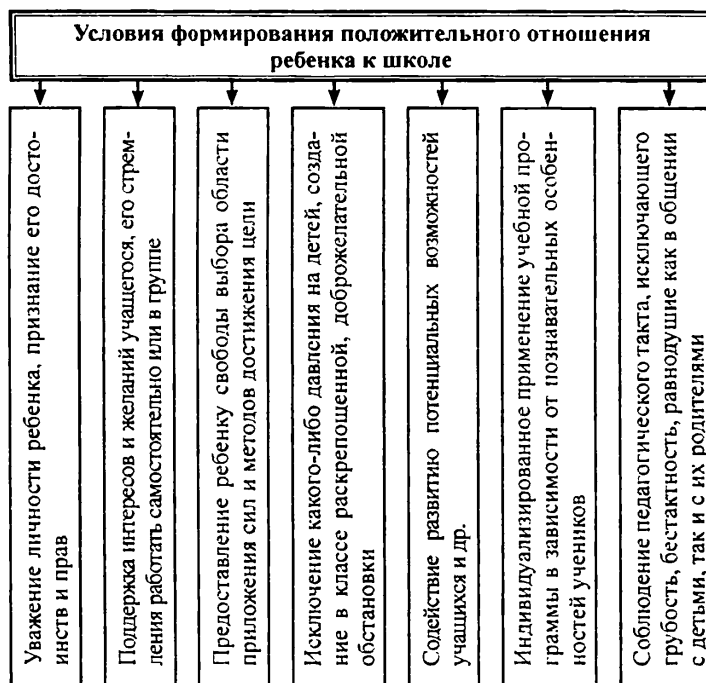 Условия формирования положительного отношения
ребенка к школе
Уважение личности ребенка, признание его досто-
инств и прав
Поддержка интересов и желаний учащегося, его стрем-
ления работать самостоятельно или в группе
Предоставление ребенку свободы выбора области
приложения сил и методов достижения цели
Исключение какого-либо давления на детей, созда-
ние в классе раскрепощенной, доброжелательной
обстановки
Содействие развитию потенциальных возможностей
учащихся и др.
Индивидуализированное применение учебной про-
граммы в зависимости от познавательных особен-
ностей учеников
Соблюдение педагогического такта, исключающего
грубость, бестактность, равнодушие как в общении
с детьми, так и с их родителями